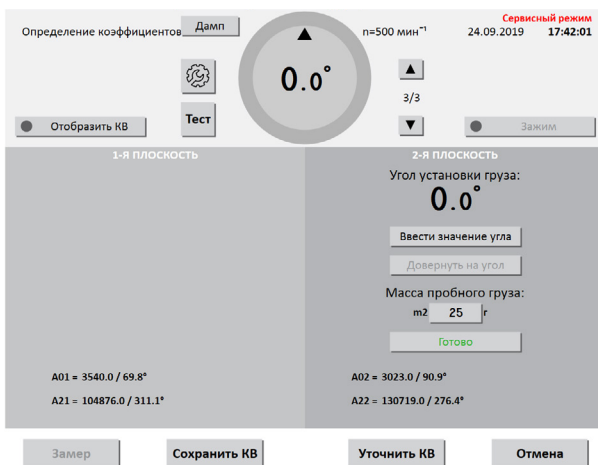 Сервисный режим
Определение коэффициентов Дамп n=500 мин⁻¹ 24.09.2019 17:42:01
0.0°
3/3
Отобразить КВ Тест Зажим
1-Я ПЛОСКОСТЬ 2-Я ПЛОСКОСТЬ
Угол установки груза:
0.0°
Ввести значение угла
Довернуть на угол
Масса пробного груза:
m2 25 г
Готово
A01 = 3540.0 / 69.8° A02 = 3023.0 / 90.9°
A21 = 104876.0 / 311.1° A22 = 130719.0 / 276.4°
Замер Сохранить КВ Уточнить КВ Отмена